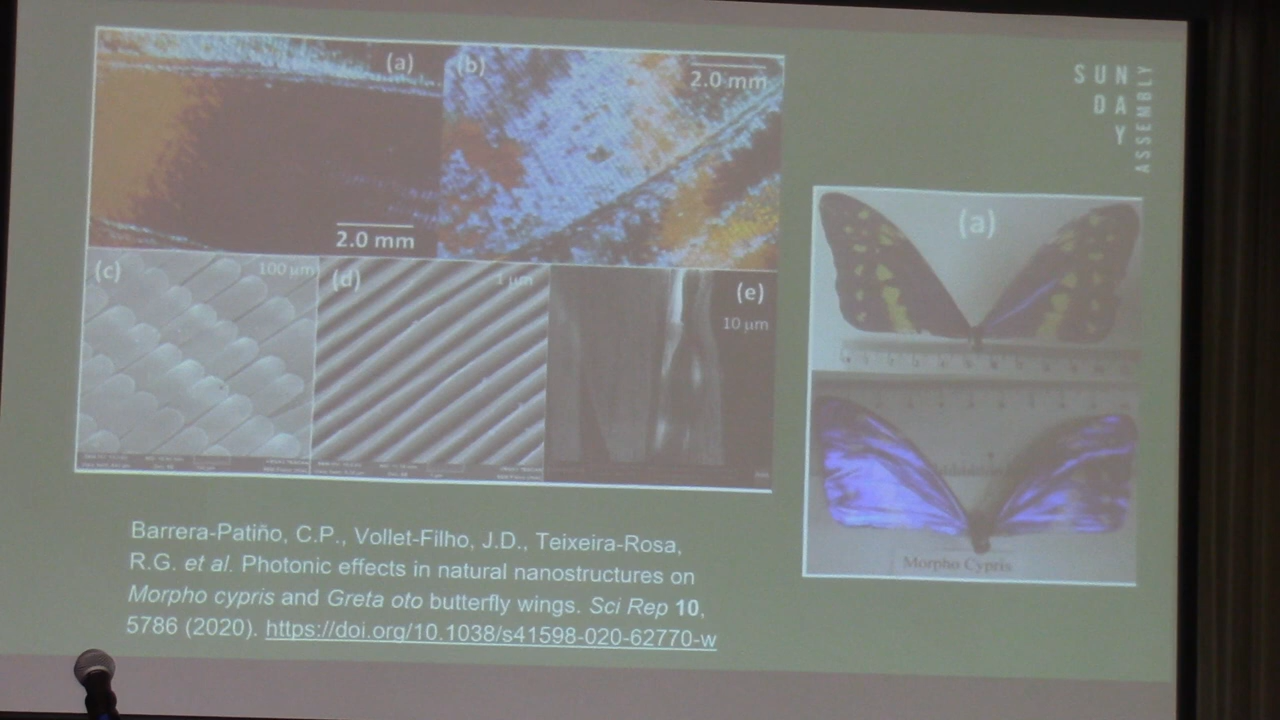 (a)
(b)
2.0 mm
2.0 mm
(c)
100 µm
(d)
1 µm
(e)
10 µm
SUN
DAY
ASSEMBLY
(a)
Morpho Cypris
Barrera-Patiño, C.P., Vollet-Filho, J.D., Teixeira-Rosa,
R.G. et al. Photonic effects in natural nanostructures on
Morpho cypris and Greta oto butterfly wings. Sci Rep 10,
5786 (2020). https://doi.org/10.1038/s41598-020-62770-w